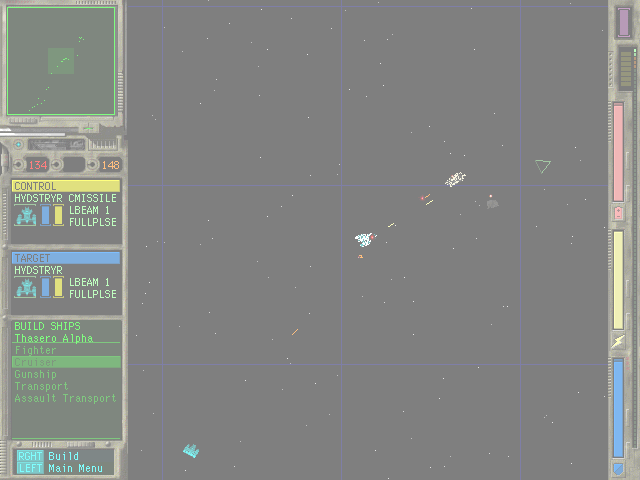 134 148
CONTROL
HYDSTRYR CMISSILE
LBEAM 1
FULLPLSE
TARGET
HYDSTRYR
LBEAM 1
FULLPLSE
BUILD SHIPS
Thasero Alpha
Fighter
Cruiser
Gunship
Transport
Assault Transport
RGHT Build
LEFT Main Menu